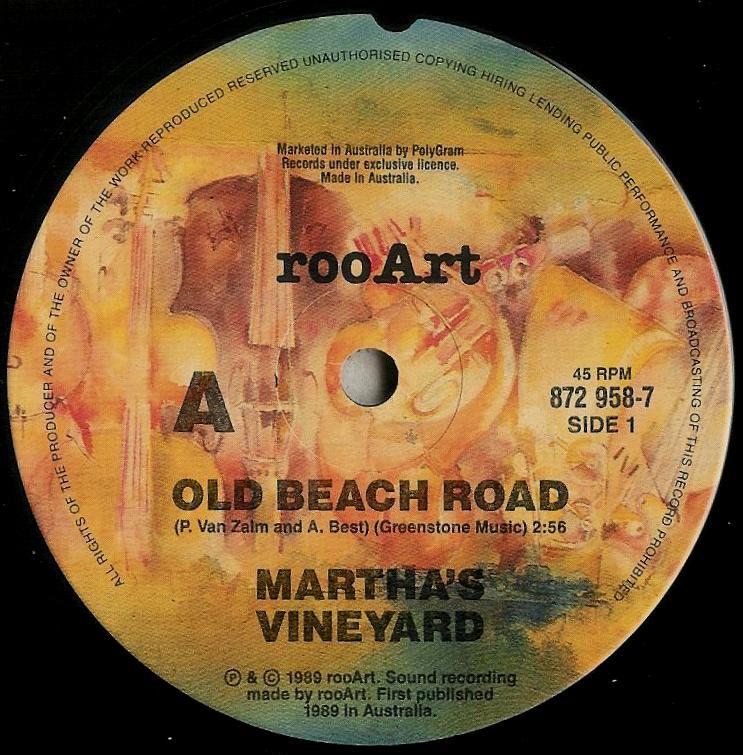 ALL RIGHTS OF THE PRODUCER AND OF THE OWNER OF THE WORK REPRODUCED RESERVED UNAUTHORISED COPYING HIRING LENDING PUBLIC PERFORMANCE AND BROADCASTING OF THIS RECORD PROHIBITED
Marketed in Australia by PolyGram
Records under exclusive licence.
Made in Australia.
rooArt
A
45 RPM
872 958-7
SIDE 1
OLD BEACH ROAD
(P. Van Zalm and A. Best) (Greenstone Music) 2:56
MARTHA'S
VINEYARD
℗ & © 1989 rooArt. Sound recording
made by rooArt. First published
1989 in Australia.